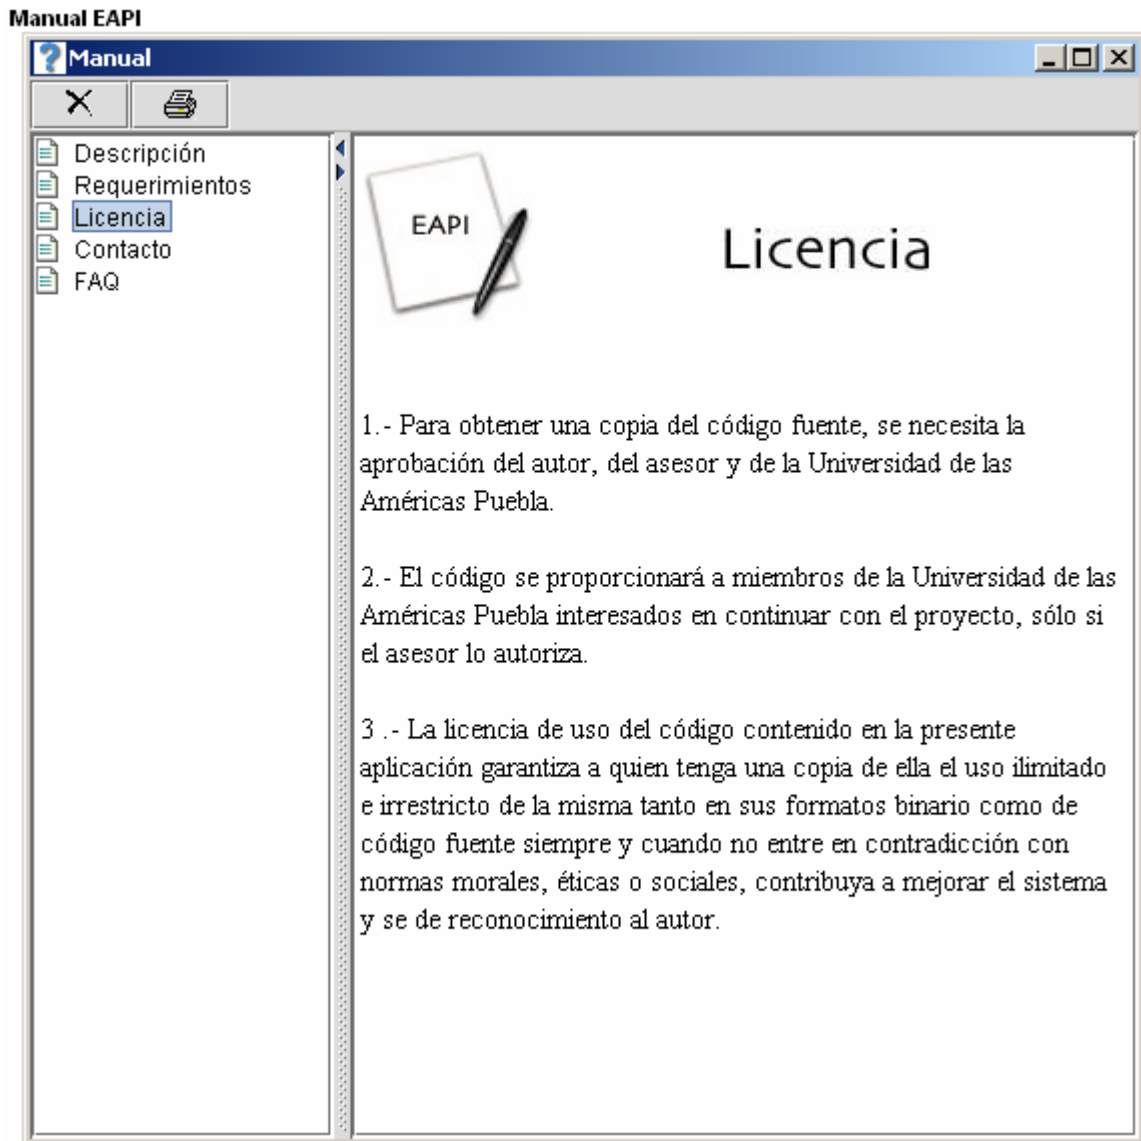 Manual EAPI
Manual
Descripción
Requerimientos
Licencia
Contacto
FAQ
EAPI
Licencia
1.- Para obtener una copia del código fuente, se necesita la
aprobación del autor, del asesor y de la Universidad de las
Américas Puebla.
2.- El código se proporcionará a miembros de la Universidad de las
Américas Puebla interesados en continuar con el proyecto, sólo si
el asesor lo autoriza.
3 .- La licencia de uso del código contenido en la presente
aplicación garantiza a quien tenga una copia de ella el uso ilimitado
e irrestricto de la misma tanto en sus formatos binario como de
código fuente siempre y cuando no entre en contradicción con
normas morales, éticas o sociales, contribuya a mejorar el sistema
y se de reconocimiento al autor.